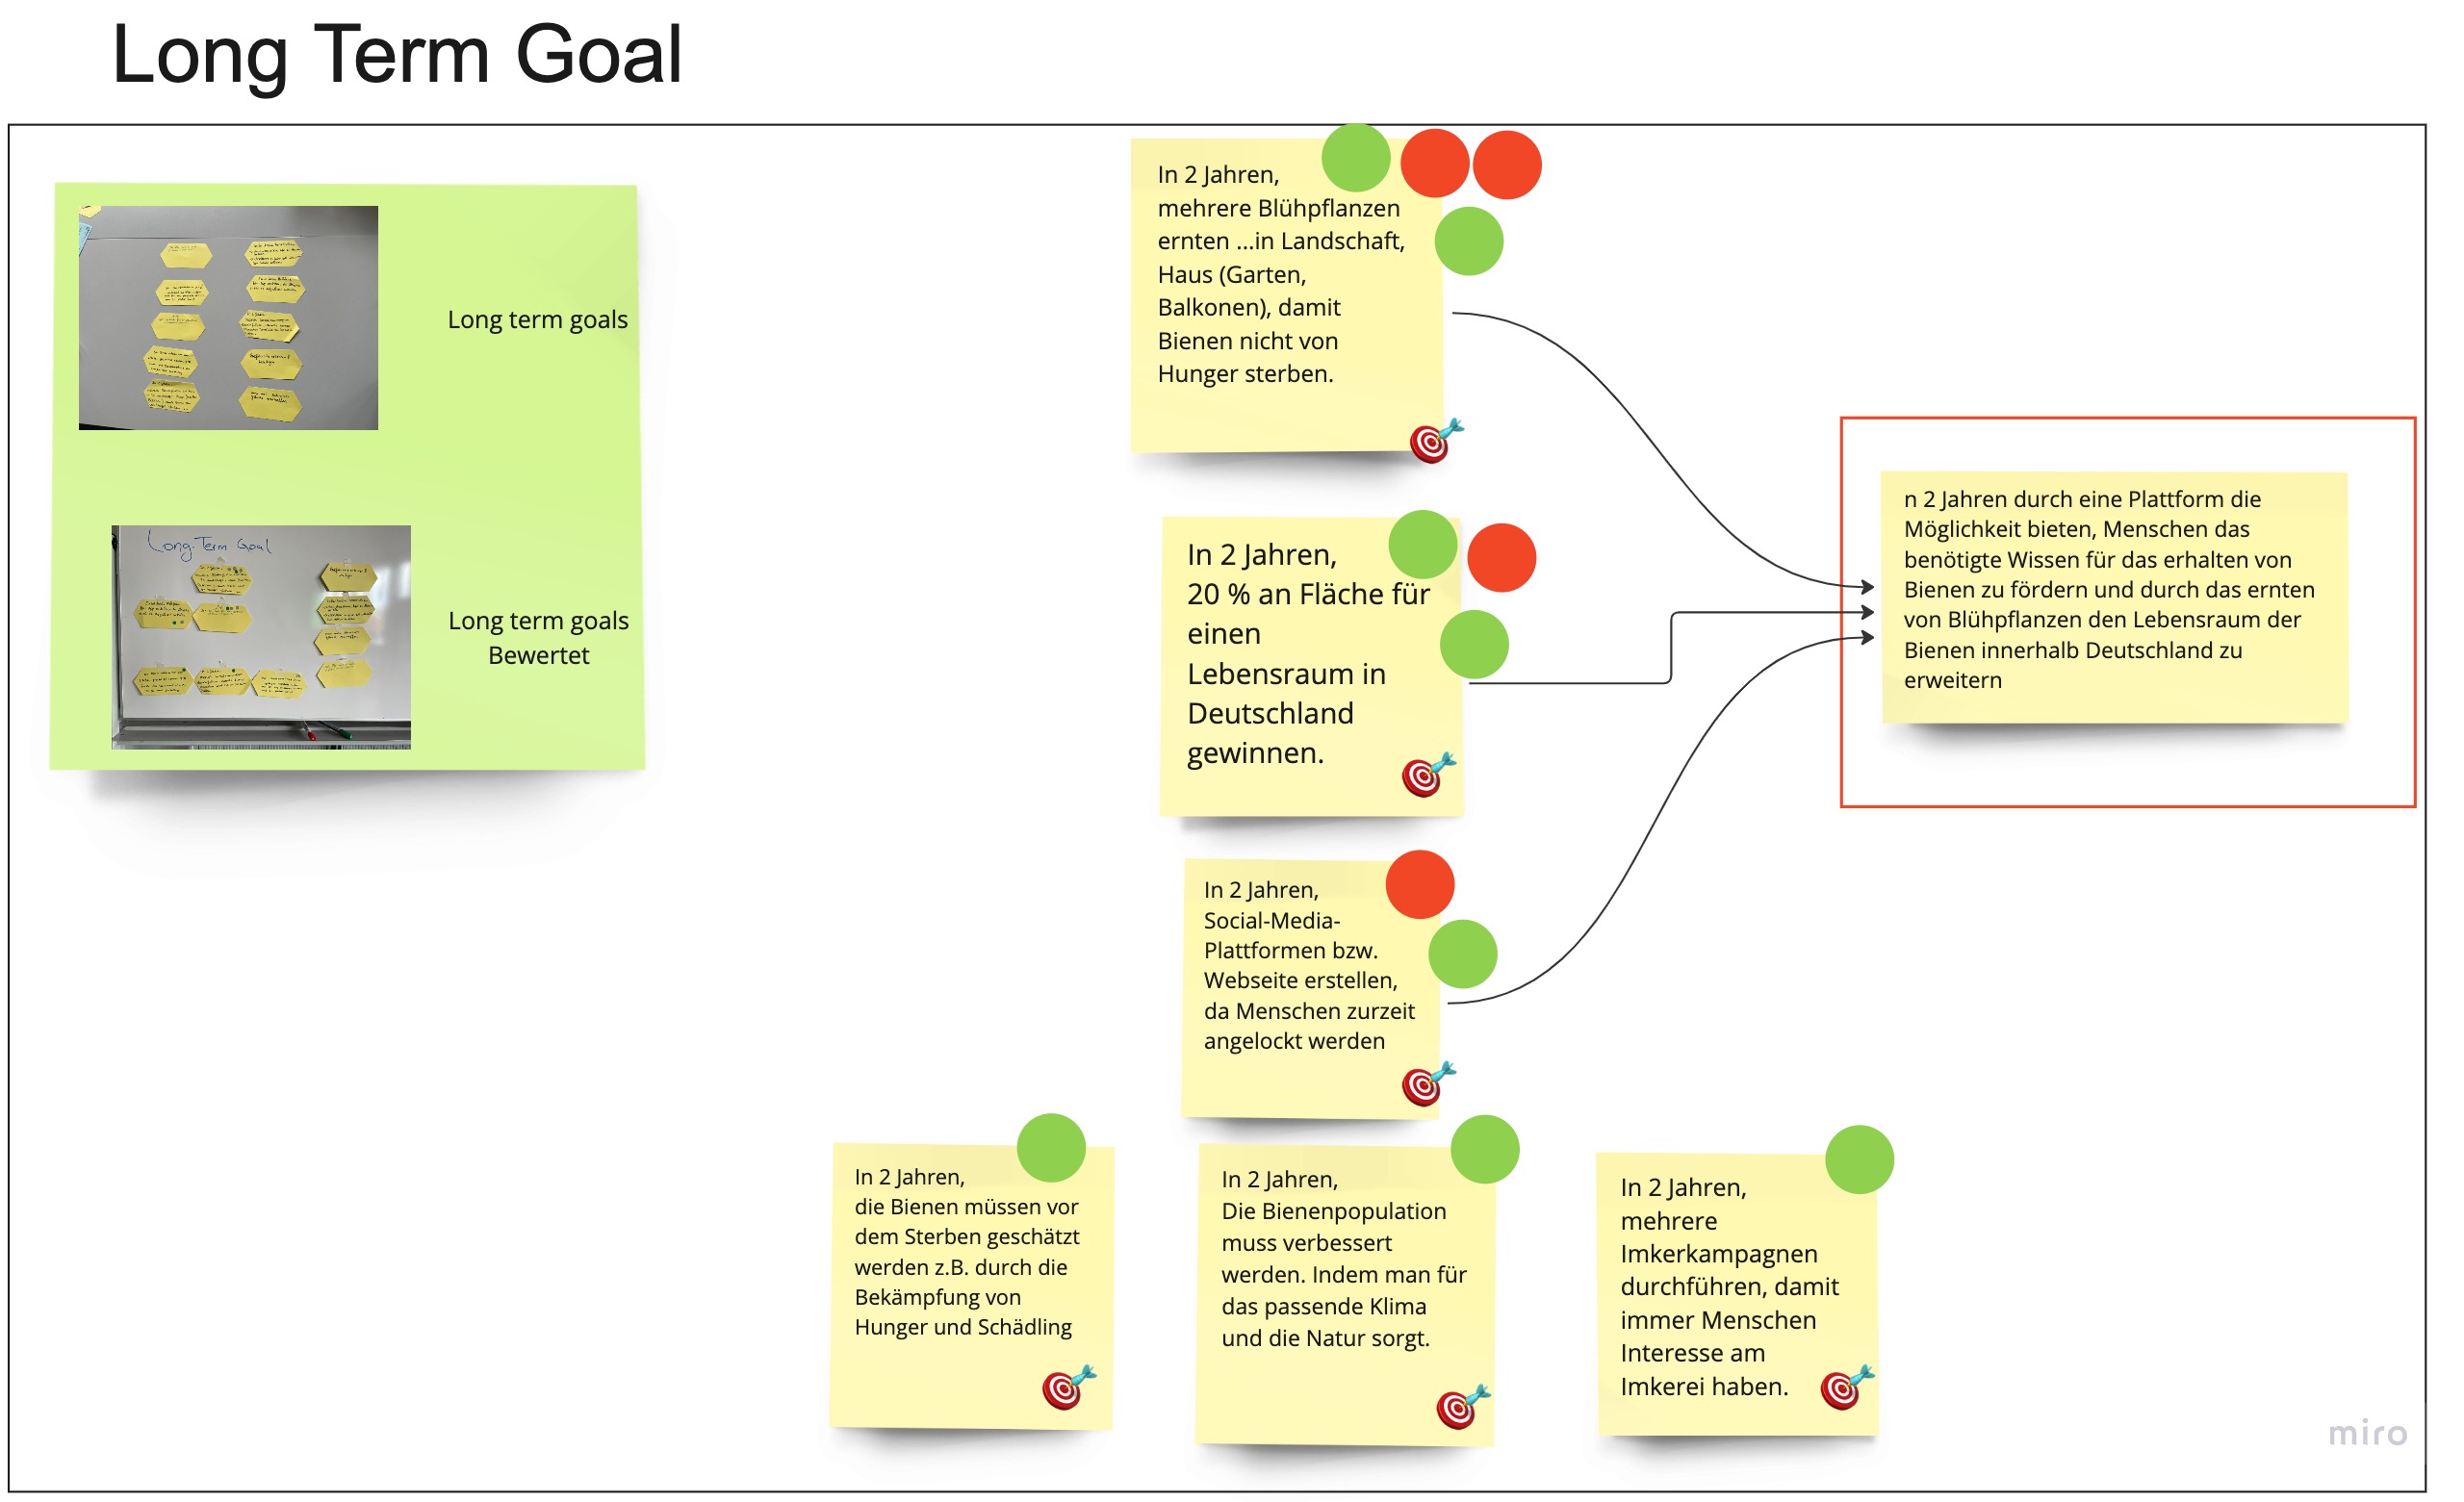 Long Term Goal
Long term goals
Long-Term Goal
Long term goals
Bewertet
In 2 Jahren,
mehrere Blühpflanzen
ernten ...in Landschaft,
Haus (Garten,
Balkonen), damit
Bienen nicht von
Hunger sterben.
In 2 Jahren,
20 % an Fläche für
einen
Lebensraum in
Deutschland
gewinnen.
In 2 Jahren,
Social-Media-
Plattformen bzw.
Webseite erstellen,
da Menschen zurzeit
angelockt werden
n 2 Jahren durch eine Plattform die
Möglichkeit bieten, Menschen das
benötigte Wissen für das erhalten von
Bienen zu fördern und durch das ernten
von Blühpflanzen den Lebensraum der
Bienen innerhalb Deutschland zu
erweitern
In 2 Jahren,
die Bienen müssen vor
dem Sterben geschätzt
werden z.B. durch die
Bekämpfung von
Hunger und Schädling
In 2 Jahren,
Die Bienenpopulation
muss verbessert
werden. Indem man für
das passende Klima
und die Natur sorgt.
In 2 Jahren,
mehrere
Imkerkampagnen
durchführen, damit
immer Menschen
Interesse am
Imkerei haben.
miro